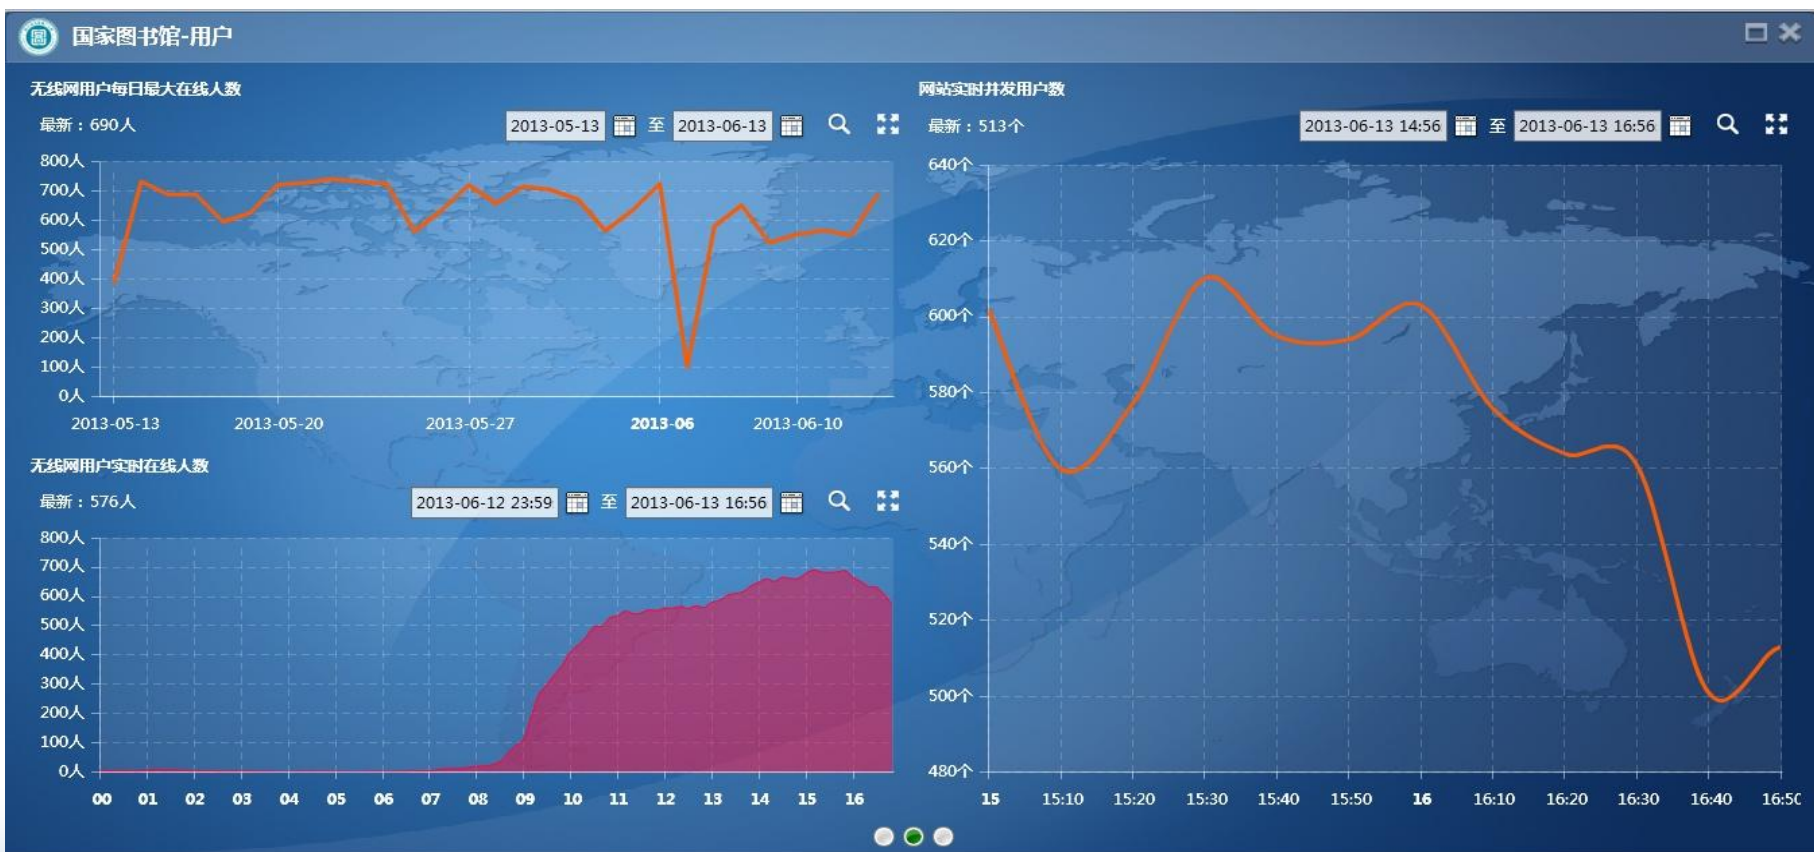 国家图书馆-用户
无线网用户每日最大在线人数
最新：690人
2013-05-13 至 2013-06-13
800人
700人
600人
500人
400人
300人
200人
100人
0人
2013-05-13 2013-05-20 2013-05-27 2013-06 2013-06-10
无线网用户实时在线人数
最新：576人
2013-06-12 23:59 至 2013-06-13 16:56
800人
700人
600人
500人
400人
300人
200人
100人
0人
00 01 02 03 04 05 06 07 08 09 10 11 12 13 14 15 16
网站实时并发用户数
最新：513个
2013-06-13 14:56 至 2013-06-13 16:56
640个
620个
600个
580个
560个
540个
520个
500个
480个
15 15:10 15:20 15:30 15:40 15:50 16 16:10 16:20 16:30 16:40 16:50